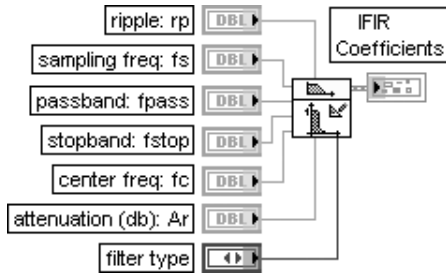 ripple: rp
DBL
IFIR
Coefficients
sampling freq: fs
DBL
passband: fpass
DBL
stopband: fstop
DBL
center freq: fc
DBL
attenuation (db): Ar
DBL
filter type